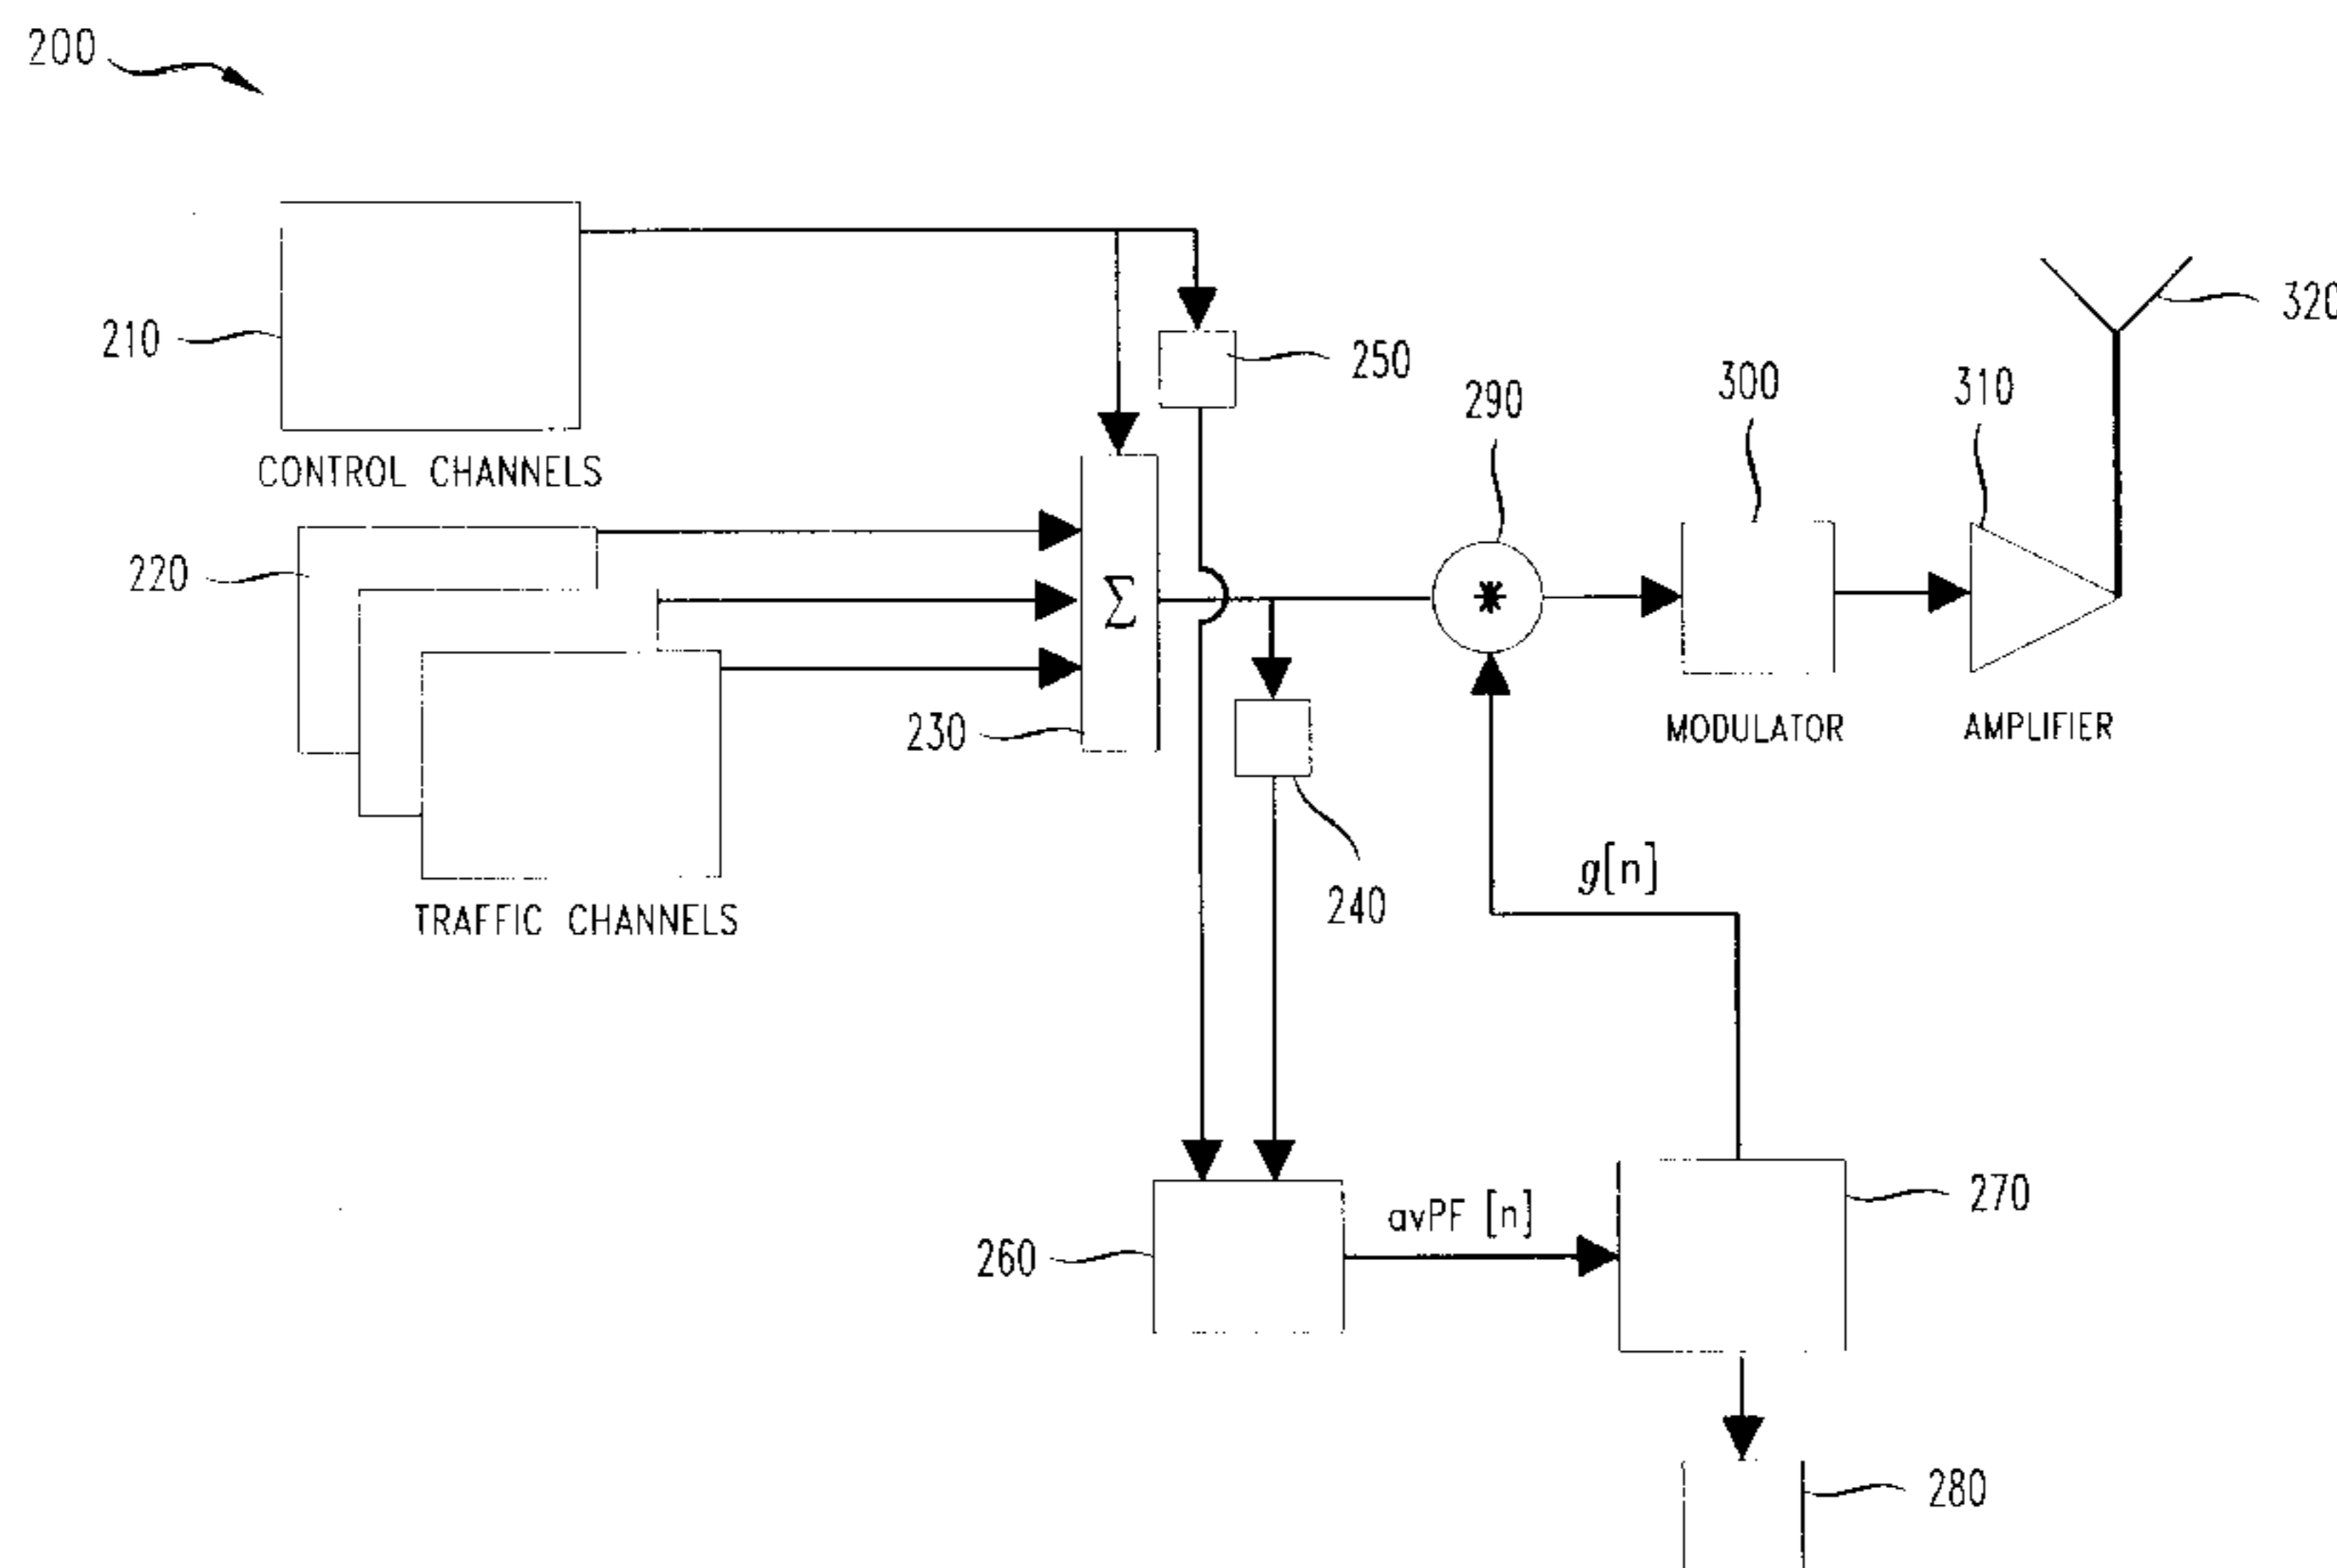 200
320
210
250
300
310
290
CONTROL CHANNELS
220
Σ
*
230
MODULATOR
AMPLIFIER
g[n]
240
TRAFFIC CHANNELS
270
avPF [n]
260
280